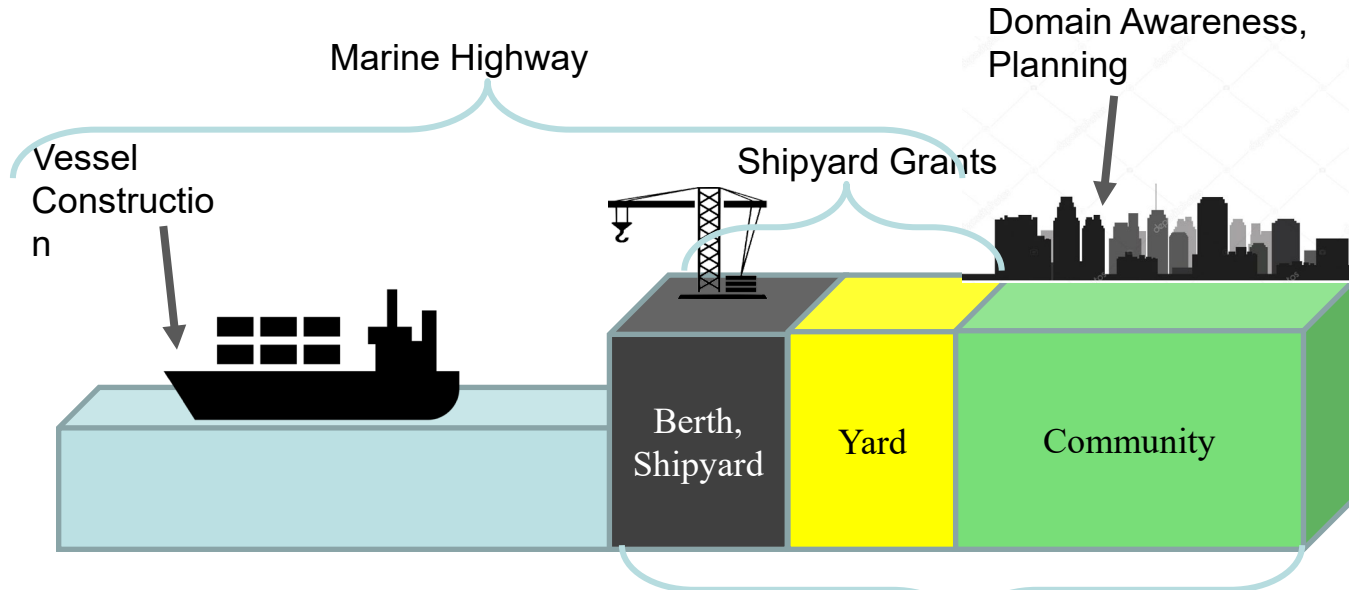 Domain Awareness,
Planning
Marine Highway
Vessel
Constructio
n
Shipyard Grants
Berth,
Shipyard
Yard
Community